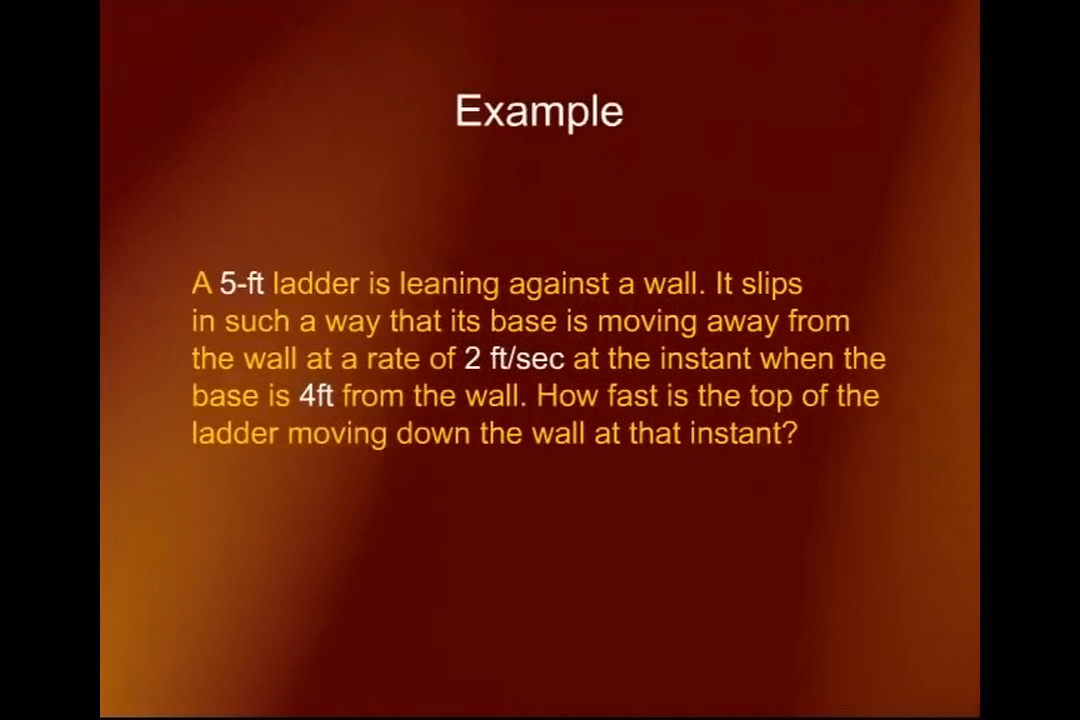 Example
A 5-ft ladder is leaning against a wall. It slips
in such a way that its base is moving away from
the wall at a rate of 2 ft/sec at the instant when the
base is 4ft from the wall. How fast is the top of the
ladder moving down the wall at that instant?